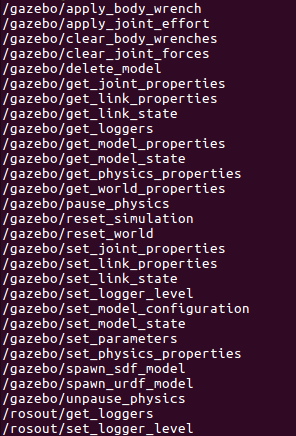 /gazebo/apply_body_wrench
/gazebo/apply_joint_effort
/gazebo/clear_body_wrenches
/gazebo/clear_joint_forces
/gazebo/delete_model
/gazebo/get_joint_properties
/gazebo/get_link_properties
/gazebo/get_link_state
/gazebo/get_loggers
/gazebo/get_model_properties
/gazebo/get_model_state
/gazebo/get_physics_properties
/gazebo/get_world_properties
/gazebo/pause_physics
/gazebo/reset_simulation
/gazebo/reset_world
/gazebo/set_joint_properties
/gazebo/set_link_properties
/gazebo/set_link_state
/gazebo/set_logger_level
/gazebo/set_model_configuration
/gazebo/set_model_state
/gazebo/set_parameters
/gazebo/set_physics_properties
/gazebo/spawn_sdf_model
/gazebo/spawn_urdf_model
/gazebo/unpause_physics
/rosout/get_loggers
/rosout/set_logger_level